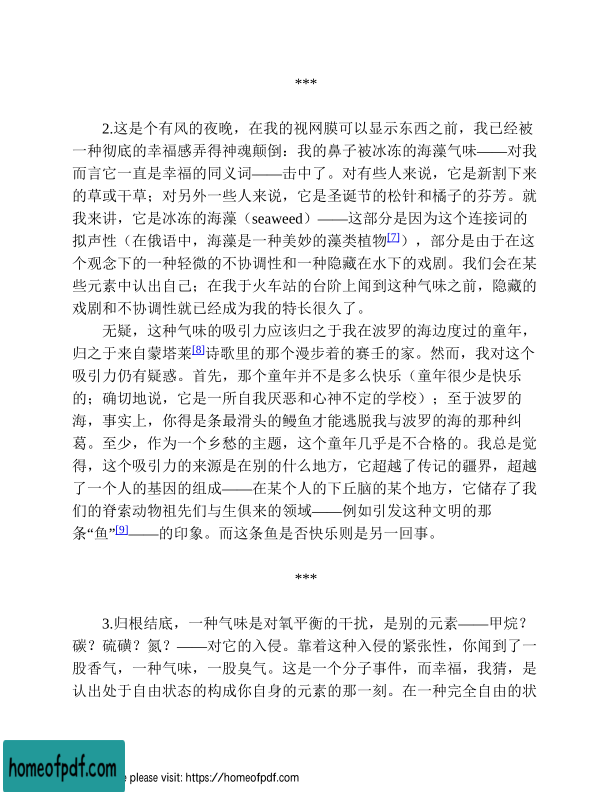 ***
2.这是个有风的夜晚，在我的视网膜可以显示东西之前，我已经被
一种彻底的幸福感弄得神魂颠倒：我的鼻子被冰冻的海藻气味——对我
而言它一直是幸福的同义词——击中了。对有些人来说，它是新割下来
的草或干草；对另外一些人来说，它是圣诞节的松针和橘子的芬芳。就
我来讲，它是冰冻的海藻（seaweed）——这部分是因为这个连接词的
拟声性（在俄语中，海藻是一种美妙的藻类植物[7]），部分是由于在这
个观念下的一种轻微的不协调性和一种隐藏在水下的戏剧。我们会在某
些元素中认出自己；在我于火车站的台阶上闻到这种气味之前，隐藏的
戏剧和不协调性就已经成为我的特长很久了。
无疑，这种气味的吸引力应该归之于我在波罗的海边度过的童年，
归之于来自蒙塔莱[8]诗歌里的那个漫步着的赛壬的家。然而，我对这个
吸引力仍有疑惑。首先，那个童年并不是多么快乐（童年很少是快乐
的；确切地说，它是一所自我厌恶和心神不定的学校）；至于波罗的
海，事实上，你得是条最滑头的鳗鱼才能逃脱我与波罗的海的那种纠
葛。至少，作为一个乡愁的主题，这个童年几乎是不合格的。我总是觉
得，这个吸引力的来源是在别的什么地方，它超越了传记的疆界，超越
了一个人的基因的组成——在某个人的下丘脑的某个地方，它储存了我
们的脊索动物祖先们与生俱来的领域——例如引发这种文明的那
条“鱼”[9]——的印象。而这条鱼是否快乐则是另一回事。
***
3.归根结底，一种气味是对氧平衡的干扰，是别的元素——甲烷？
碳？硫磺？氮？——对它的入侵。靠着这种入侵的紧张性，你闻到了一
股香气，一种气味，一股臭气。这是一个分子事件，而幸福，我猜，是
认出处于自由状态的构成你自身的元素的那一刻。在一种完全自由的状
homeofpdf.com
e please visit: https://homeofpdf.com